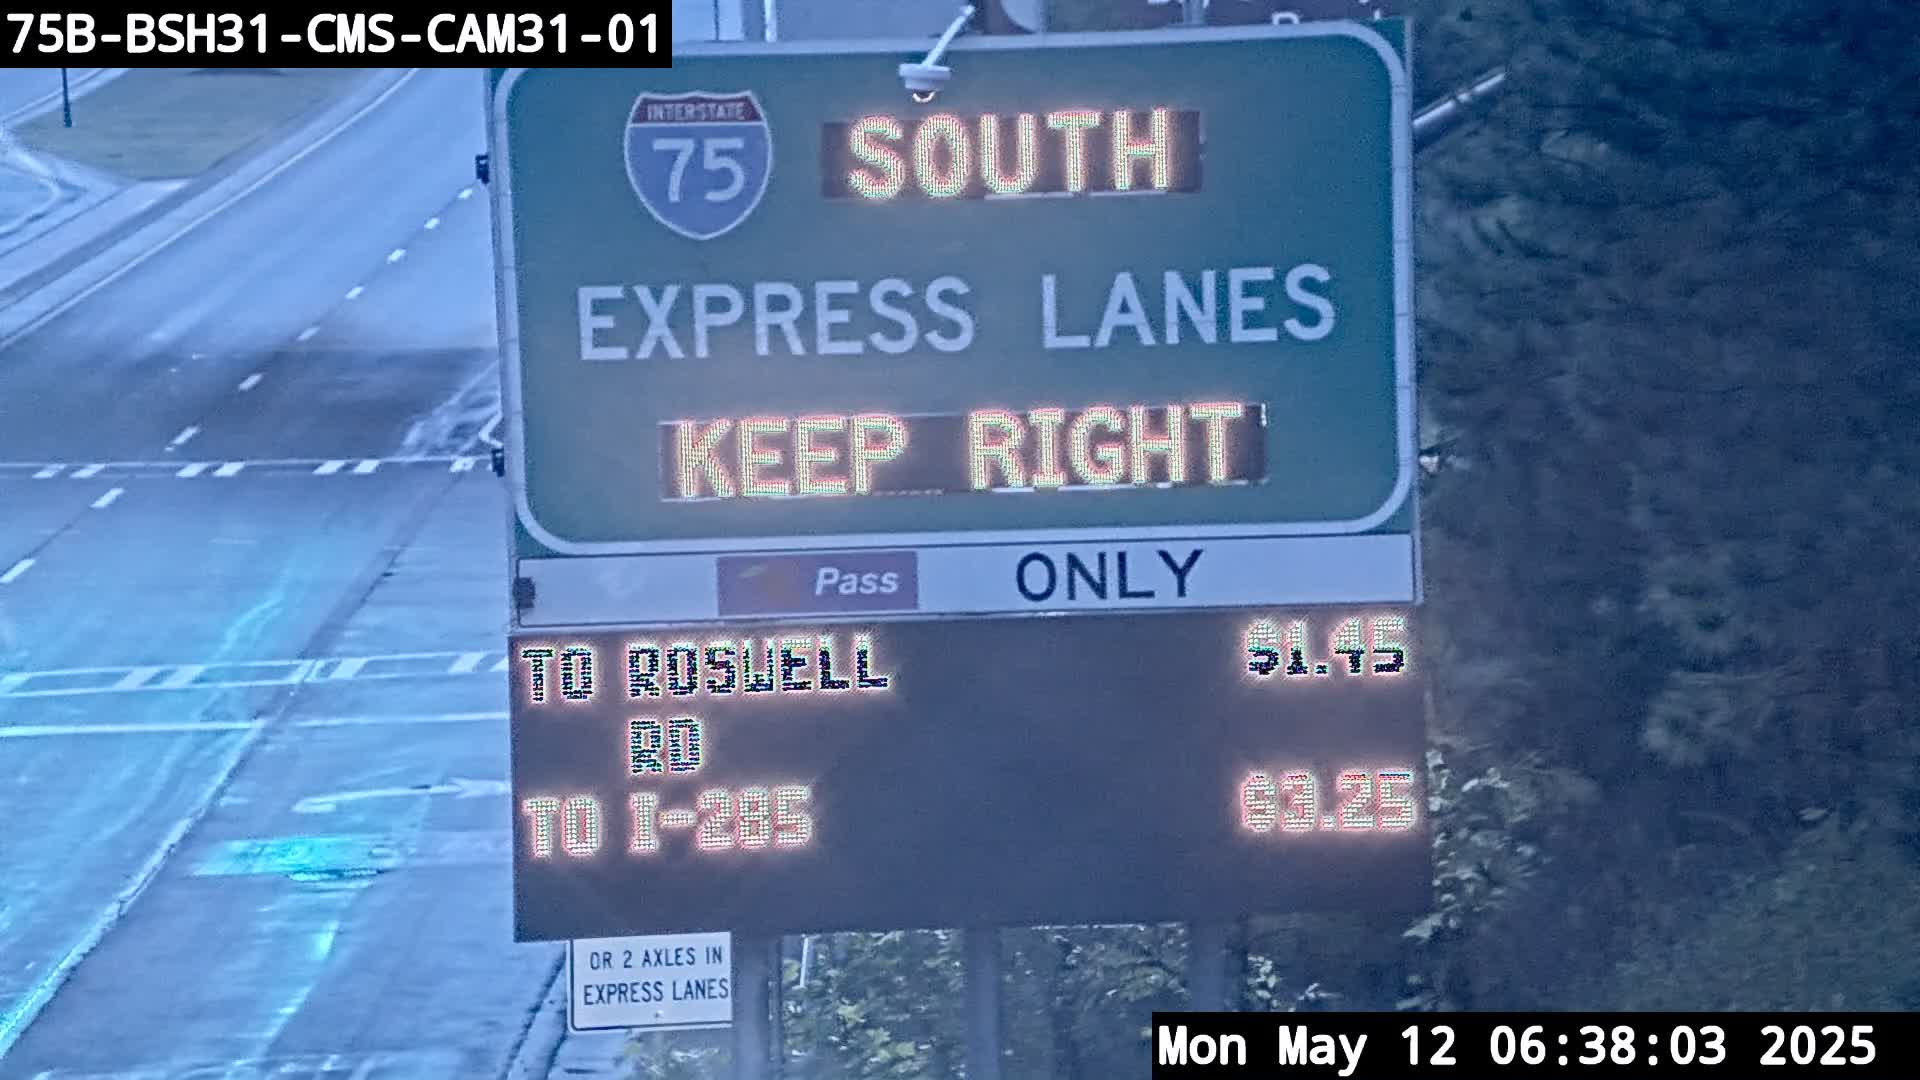 75B-BSH31-CMS-CAM31-01
INTERSTATE
75
SOUTH
EXPRESS LANES
KEEP RIGHT
Pass ONLY
TO ROSWELL $1.45
RD
TO I-285 $3.25
OR 2 AXLES IN
EXPRESS LANES
Mon May 12 06:38:03 2025